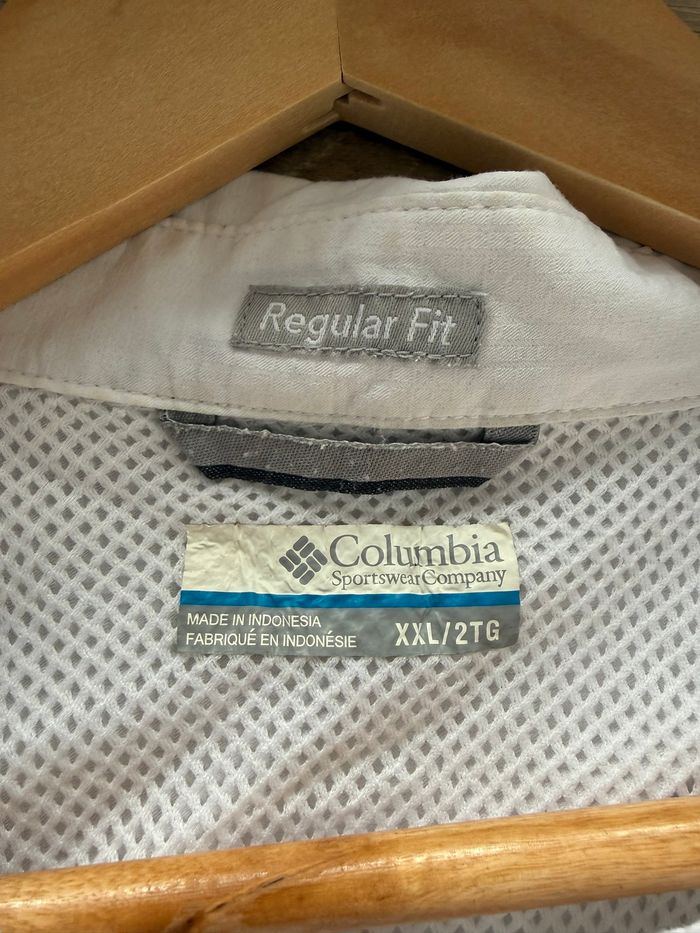 Regular Fit
Columbia
Sportswear Company
MADE IN INDONESIA
FABRIQUÉ EN INDONÉSIE
XXL/2TG